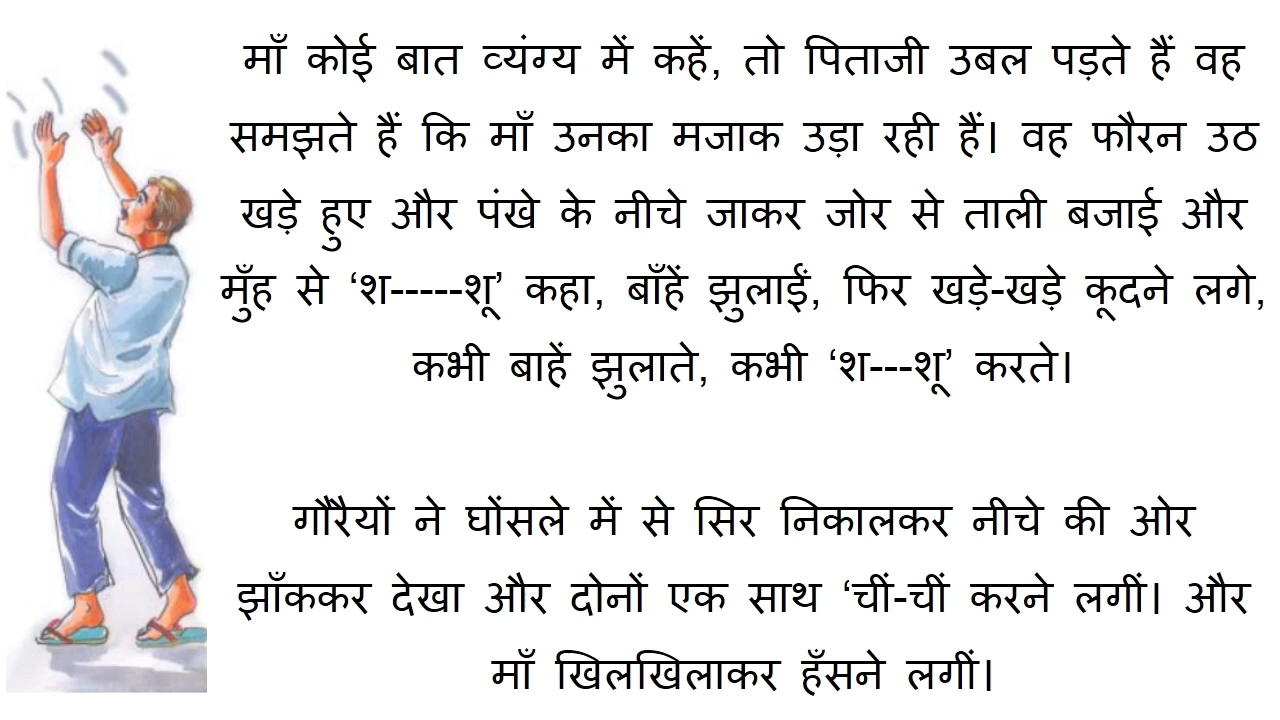 माँ कोई बात व्यंग्य में कहें, तो पिताजी उबल पड़ते हैं वह
समझते हैं कि माँ उनका मजाक उड़ा रही हैं। वह फौरन उठ
खड़े हुए और पंखे के नीचे जाकर जोर से ताली बजाई और
मुँह से ‘श-----शू’ कहा, बाँहें झुलाईं, फिर खड़े-खड़े कूदने लगे,
कभी बाहें झुलाते, कभी ‘श---शू’ करते।
गौरैयों ने घोंसले में से सिर निकालकर नीचे की ओर
झाँककर देखा और दोनों एक साथ ‘चीं-चीं करने लगीं। और
माँ खिलखिलाकर हँसने लगीं।